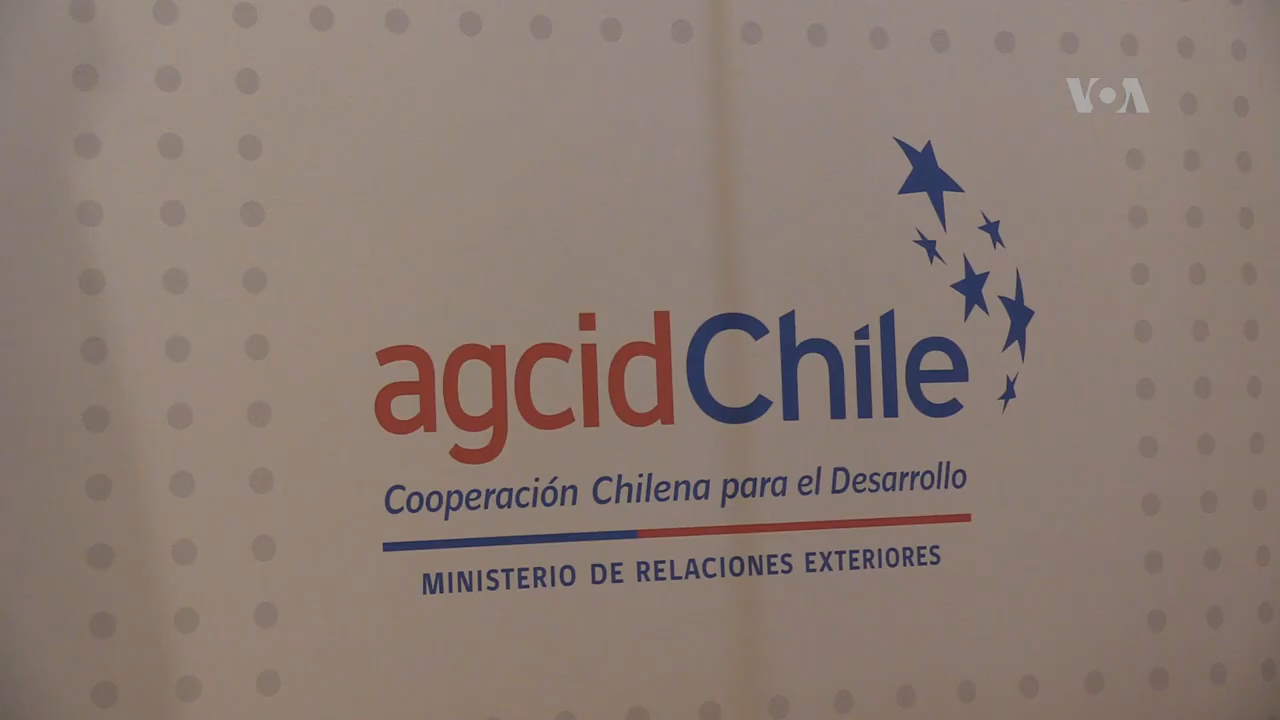 VOA
agcidChile
Cooperación Chilena para el Desarrollo
MINISTERIO DE RELACIONES EXTERIORES